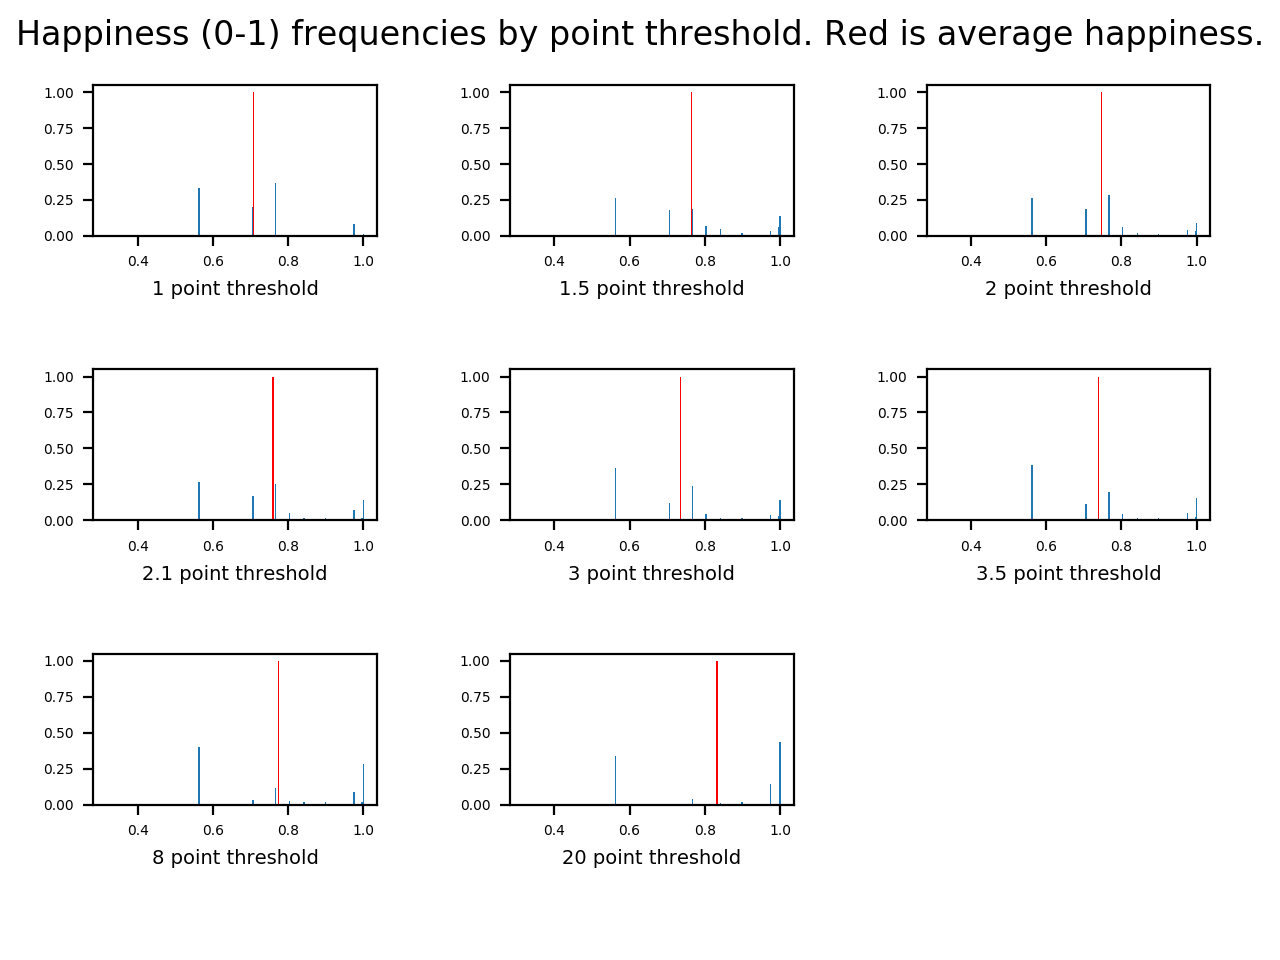 Happiness (0-1) frequencies by point threshold. Red is average happiness.
1.00 1.00 1.00
0.75 0.75 0.75
0.50 0.50 0.50
0.25 0.25 0.25
0.00 0.00 0.00
0.4 0.6 0.8 1.0 0.4 0.6 0.8 1.0 0.4 0.6 0.8 1.0
1 point threshold 1.5 point threshold 2 point threshold
1.00 1.00 1.00
0.75 0.75 0.75
0.50 0.50 0.50
0.25 0.25 0.25
0.00 0.00 0.00
0.4 0.6 0.8 1.0 0.4 0.6 0.8 1.0 0.4 0.6 0.8 1.0
2.1 point threshold 3 point threshold 3.5 point threshold
1.00 1.00
0.75 0.75
0.50 0.50
0.25 0.25
0.00 0.00
0.4 0.6 0.8 1.0 0.4 0.6 0.8 1.0
8 point threshold 20 point threshold